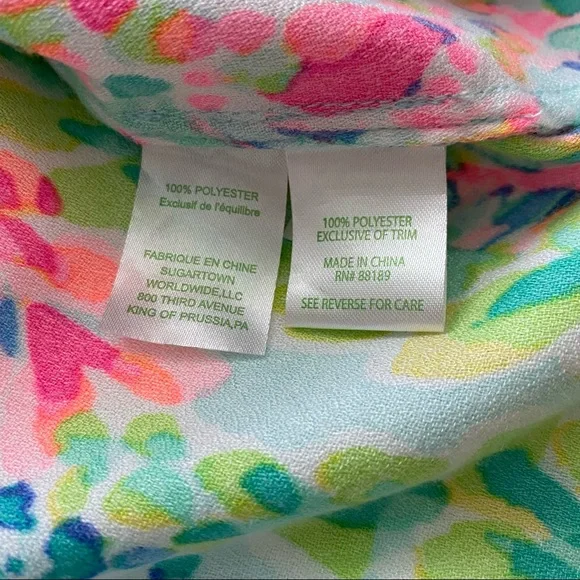 100% POLYESTER
Exclusif de l'équilibre
FABRIQUE EN CHINE
SUGARTOWN
WORLDWIDE,LLC
800 THIRD AVENUE
KING OF PRUSSIA,PA
100% POLYESTER
EXCLUSIVE OF TRIM
MADE IN CHINA
RN# 88189
SEE REVERSE FOR CARE